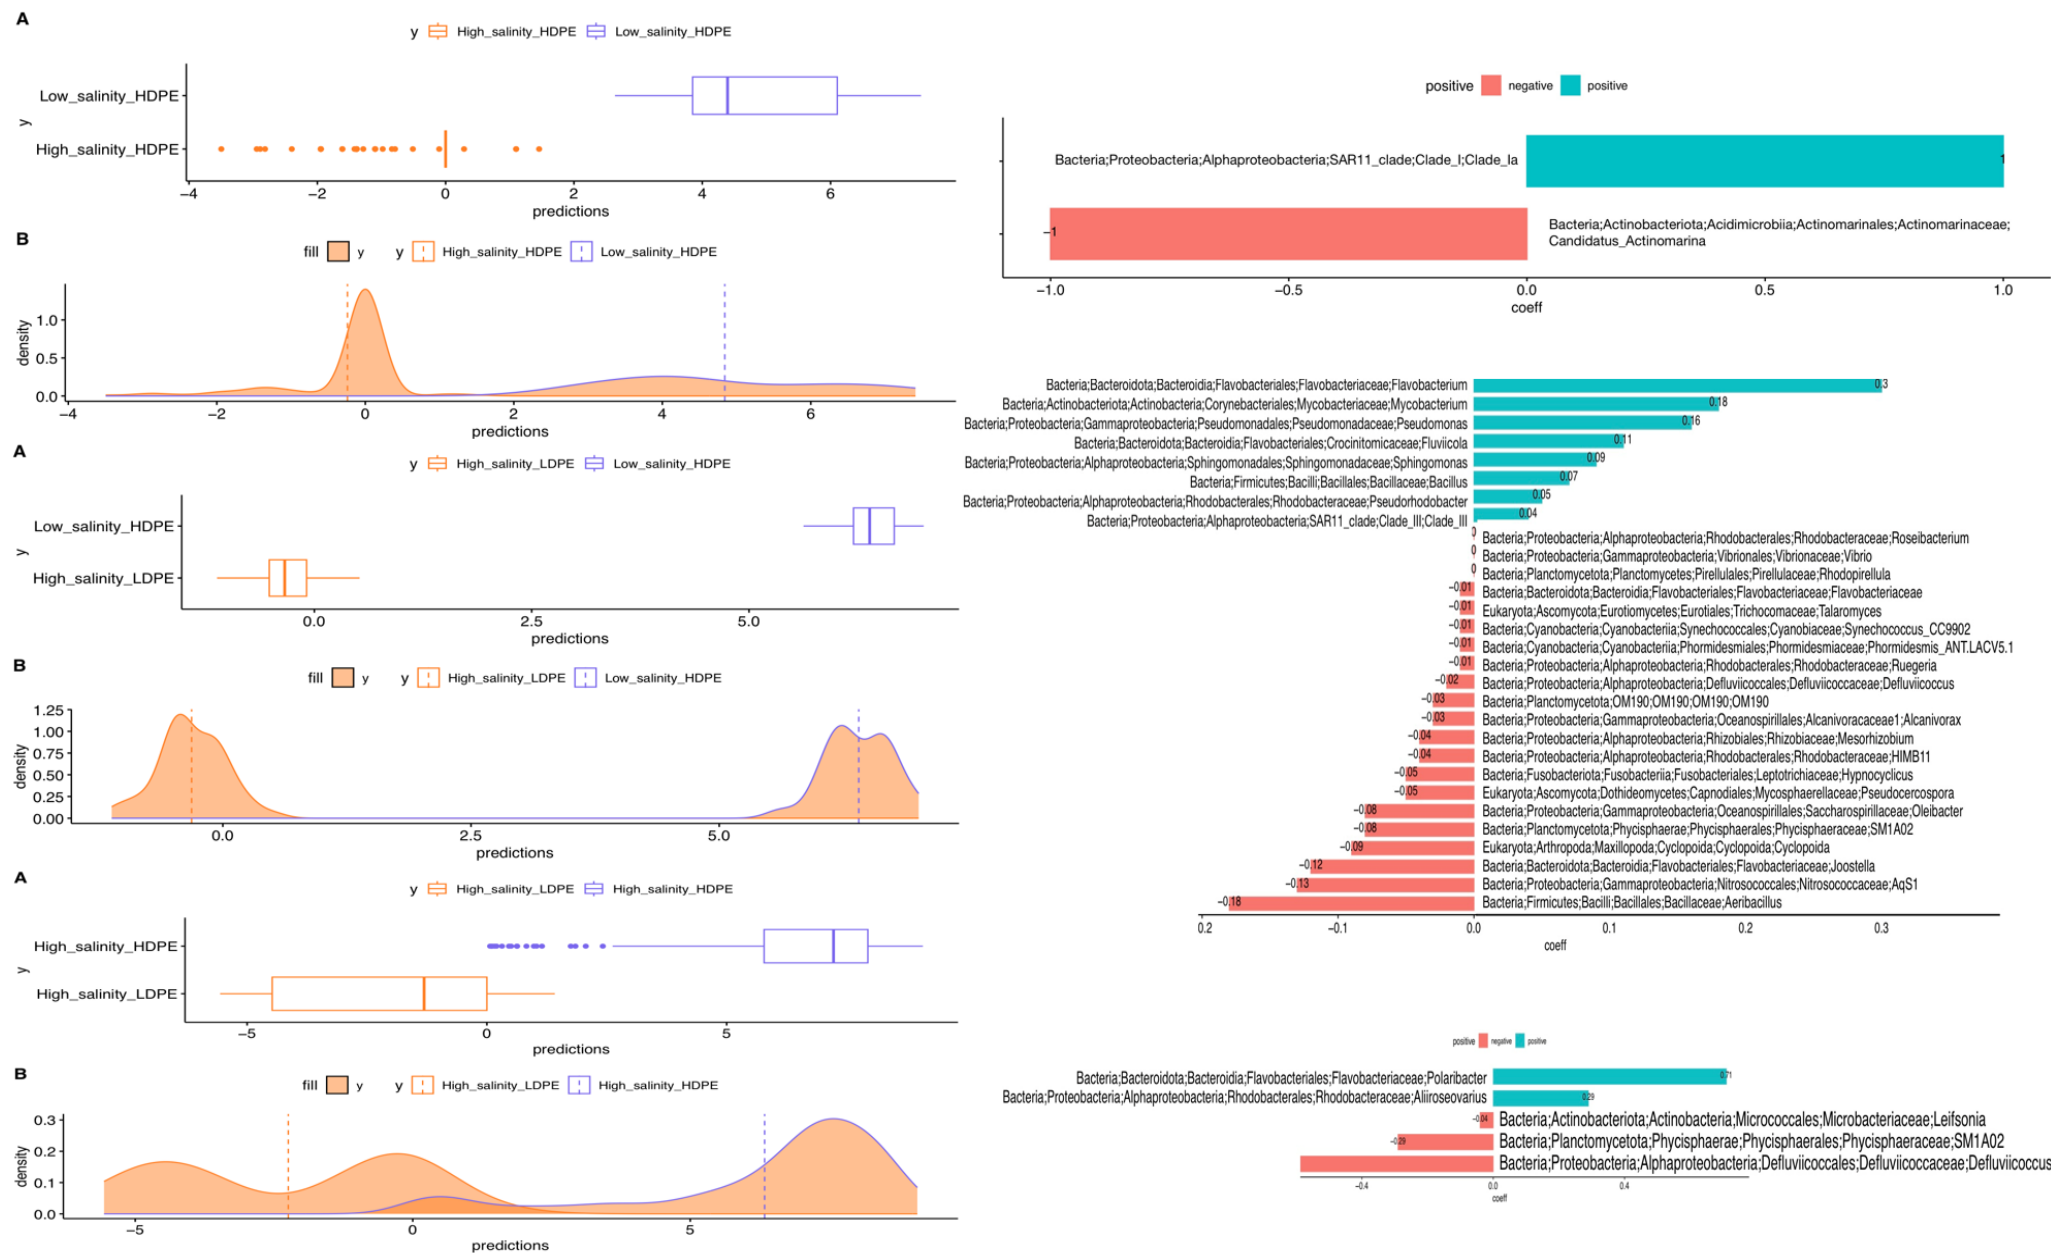 A
y High_salinity_HDPE Low_salinity_HDPE
Low_salinity_HDPE
y
High_salinity_HDPE
−4 −2 0 2 4 6
predictions
B
fill y y High_salinity_HDPE Low_salinity_HDPE
density
1.0
0.5
0.0
−4 −2 0 2 4 6
predictions
A
y High_salinity_LDPE Low_salinity_HDPE
Low_salinity_HDPE
y
High_salinity_LDPE
0.0 2.5 5.0
predictions
B
fill y y High_salinity_LDPE Low_salinity_HDPE
density
1.25
1.00
0.75
0.50
0.25
0.00
0.0 2.5 5.0
predictions
A
y High_salinity_LDPE High_salinity_HDPE
High_salinity_HDPE
y
High_salinity_LDPE
−5 0 5
predictions
B
fill y y High_salinity_LDPE High_salinity_HDPE
density
0.3
0.2
0.1
0.0
−5 0 5
predictions
positive negative positive
Bacteria;Proteobacteria;Alphaproteobacteria;SAR11_clade;Clade_I;Clade_Ia 1
−1 Bacteria;Actinobacteriota;Acidimicrobiia;Actinomarinales;Actinomarinaceae;
Candidatus_Actinomarina
−1.0 −0.5 0.0 0.5 1.0
coeff
Bacteria;Bacteroidota;Bacteroidia;Flavobacteriales;Flavobacteriaceae;Flavobacterium 0.3
Bacteria;Actinobacteriota;Actinobacteria;Corynebacteriales;Mycobacteriaceae;Mycobacterium 0.18
Bacteria;Proteobacteria;Gammaproteobacteria;Pseudomonadales;Pseudomonadaceae;Pseudomonas 0.16
Bacteria;Bacteroidota;Bacteroidia;Flavobacteriales;Crocinitomicaceae;Fluviicola 0.11
Bacteria;Proteobacteria;Alphaproteobacteria;Sphingomonadales;Sphingomonadaceae;Sphingomonas 0.09
Bacteria;Firmicutes;Bacilli;Bacillales;Bacillaceae;Bacillus 0.07
Bacteria;Proteobacteria;Alphaproteobacteria;Rhodobacterales;Rhodobacteraceae;Pseudorhodobacter 0.05
Bacteria;Proteobacteria;Alphaproteobacteria;SAR11_clade;Clade_III;Clade_III 0.04
0 Bacteria;Proteobacteria;Alphaproteobacteria;Rhodobacterales;Rhodobacteraceae;Roseibacterium
0 Bacteria;Proteobacteria;Gammaproteobacteria;Vibrionales;Vibrionaceae;Vibrio
0 Bacteria;Planctomycetota;Planctomycetes;Pirellulales;Pirellulaceae;Rhodopirellula
−0.01 Bacteria;Bacteroidota;Bacteroidia;Flavobacteriales;Flavobacteriaceae;Flavobacteriaceae
−0.01 Eukaryota;Ascomycota;Eurotiomycetes;Eurotiales;Trichocomaceae;Talaromyces
−0.01 Bacteria;Cyanobacteria;Cyanobacteriia;Synechococcales;Cyanobiaceae;Synechococcus_CC9902
−0.01 Bacteria;Cyanobacteria;Cyanobacteriia;Phormidesmiales;Phormidesmiaceae;Phormidesmis_ANT.LACV5.1
−0.01 Bacteria;Proteobacteria;Alphaproteobacteria;Rhodobacterales;Rhodobacteraceae;Ruegeria
−0.02 Bacteria;Proteobacteria;Alphaproteobacteria;Defluviicoccales;Defluviicoccaceae;Defluviicoccus
−0.03 Bacteria;Planctomycetota;OM190;OM190;OM190;OM190
−0.03 Bacteria;Proteobacteria;Gammaproteobacteria;Oceanospirillales;Alcanivoracaceae1;Alcanivorax
−0.04 Bacteria;Proteobacteria;Alphaproteobacteria;Rhizobiales;Rhizobiaceae;Mesorhizobium
−0.04 Bacteria;Proteobacteria;Alphaproteobacteria;Rhodobacterales;Rhodobacteraceae;HIMB11
−0.05 Bacteria;Fusobacteriota;Fusobacteriia;Fusobacteriales;Leptotrichiaceae;Hypnocyclicus
−0.05 Eukaryota;Ascomycota;Dothideomycetes;Capnodiales;Mycosphaerellaceae;Pseudocercospora
−0.08 Bacteria;Proteobacteria;Gammaproteobacteria;Oceanospirillales;Saccharospirillaceae;Oleibacter
−0.08 Bacteria;Planctomycetota;Phycisphaerae;Phycisphaerales;Phycisphaeraceae;SM1A02
−0.09 Eukaryota;Arthropoda;Maxillopoda;Cyclopoida;Cyclopoida;Cyclopoida
−0.12 Bacteria;Bacteroidota;Bacteroidia;Flavobacteriales;Flavobacteriaceae;Joostella
−0.13 Bacteria;Proteobacteria;Gammaproteobacteria;Nitrosococcales;Nitrosococcaceae;AqS1
−0.18 Bacteria;Firmicutes;Bacilli;Bacillales;Bacillaceae;Aeribacillus
0.2 −0.1 0.0 0.1 0.2 0.3
coeff
positive negative positive
Bacteria;Bacteroidota;Bacteroidia;Flavobacteriales;Flavobacteriaceae;Polaribacter 0.71
Bacteria;Proteobacteria;Alphaproteobacteria;Rhodobacterales;Rhodobacteraceae;Aliiroseovarius 0.29
−0.04 Bacteria;Actinobacteriota;Actinobacteria;Micrococcales;Microbacteriaceae;Leifsonia
−0.29 Bacteria;Planctomycetota;Phycisphaerae;Phycisphaerales;Phycisphaeraceae;SM1A02
Bacteria;Proteobacteria;Alphaproteobacteria;Defluviicoccales;Defluviicoccaceae;Defluviicoccus
−0.4 0.0 0.4
coeff